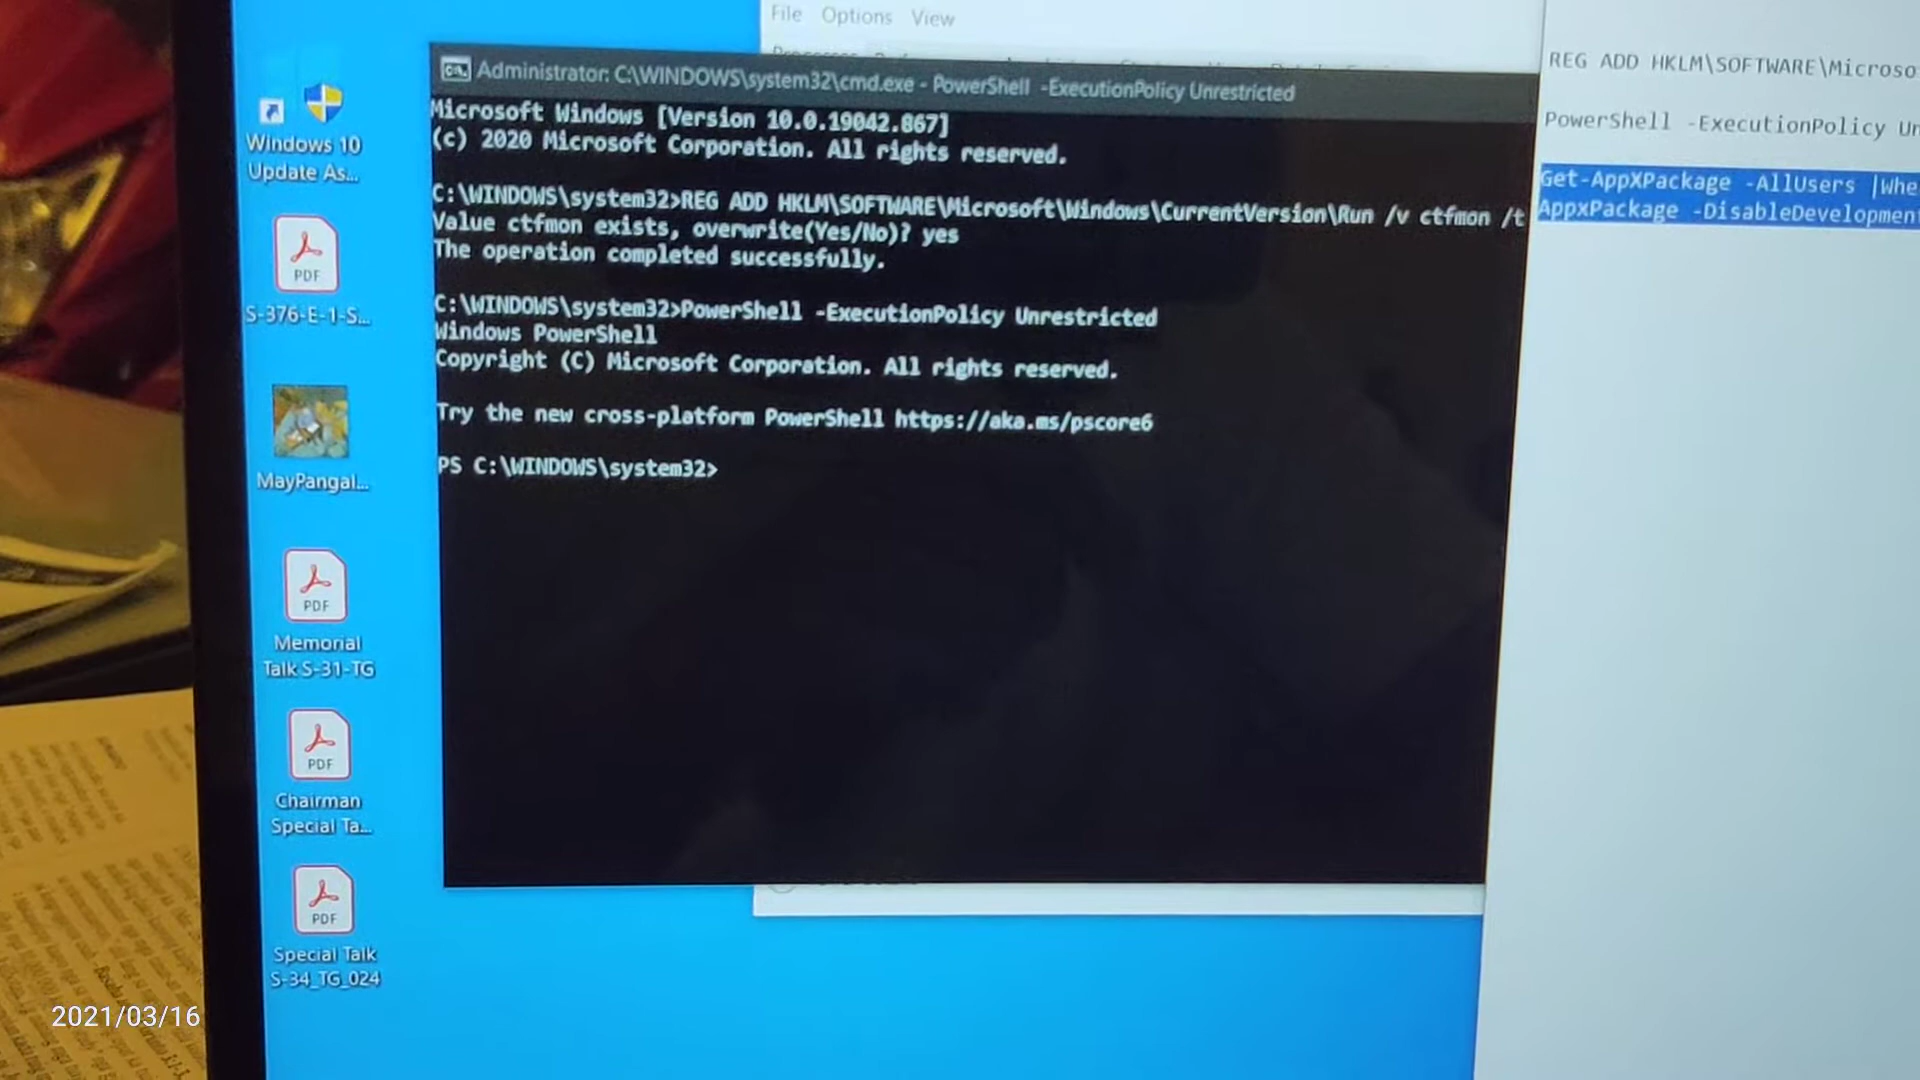 File Options View
Administrator: C:\WINDOWS\system32\cmd.exe - PowerShell -ExecutionPolicy Unrestricted
Microsoft Windows [Version 10.0.19042.867]
(c) 2020 Microsoft Corporation. All rights reserved.
C:\WINDOWS\system32>REG ADD HKLM\SOFTWARE\Microsoft\Windows\CurrentVersion\Run /v ctfmon /t
Value ctfmon exists, overwrite(Yes/No)? yes
The operation completed successfully.
C:\WINDOWS\system32>PowerShell -ExecutionPolicy Unrestricted
Windows PowerShell
Copyright (C) Microsoft Corporation. All rights reserved.
Try the new cross-platform PowerShell https://aka.ms/pscore6
PS C:\WINDOWS\system32>
REG ADD HKLM\SOFTWARE\Microso
PowerShell -ExecutionPolicy Un
Get-AppXPackage -AllUsers |Whe
AppxPackage -DisableDevelopment
Windows 10
Update As...
PDF
S-376-E-1-S...
MayPangal...
PDF
Memorial
Talk S-31-TG
PDF
Chairman
Special Ta...
PDF
Special Talk
S-34_TG_024
2021/03/16